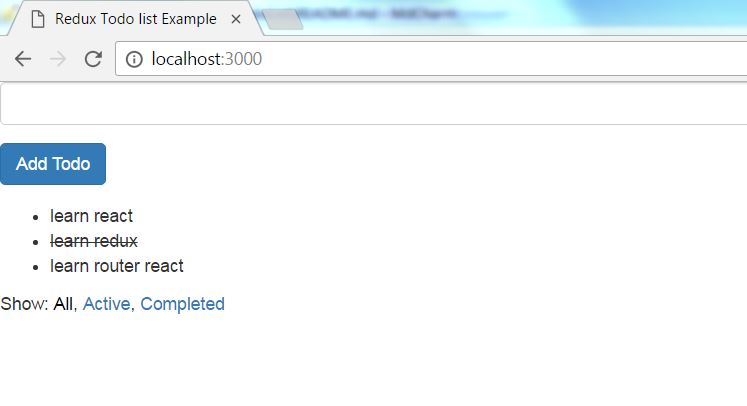 Redux Todo list Example
localhost:3000
Add Todo
learn react
learn redux
learn router react
Show: All, Active, Completed